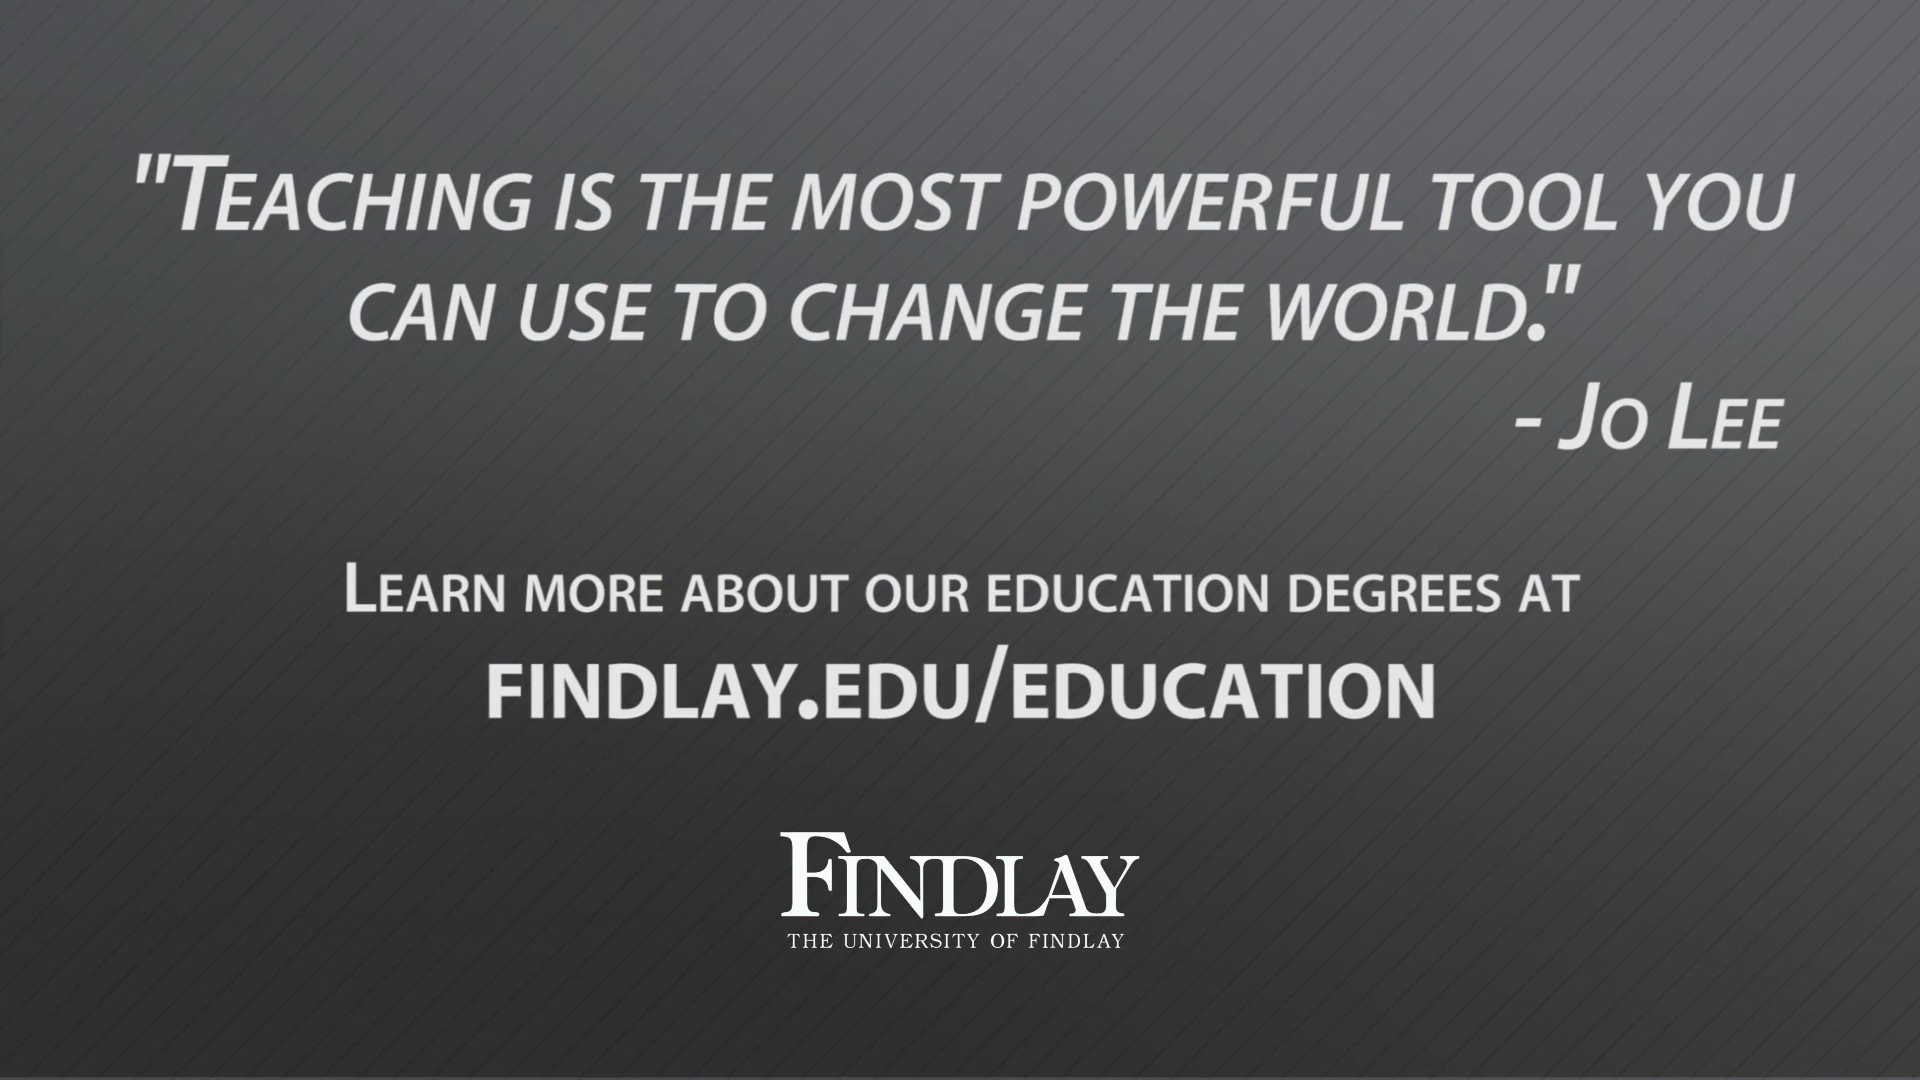 "Teaching is the most powerful tool you
can use to change the world."
- Jo Lee
Learn more about our education degrees at
findlay.edu/education
FINDLAY
THE UNIVERSITY OF FINDLAY